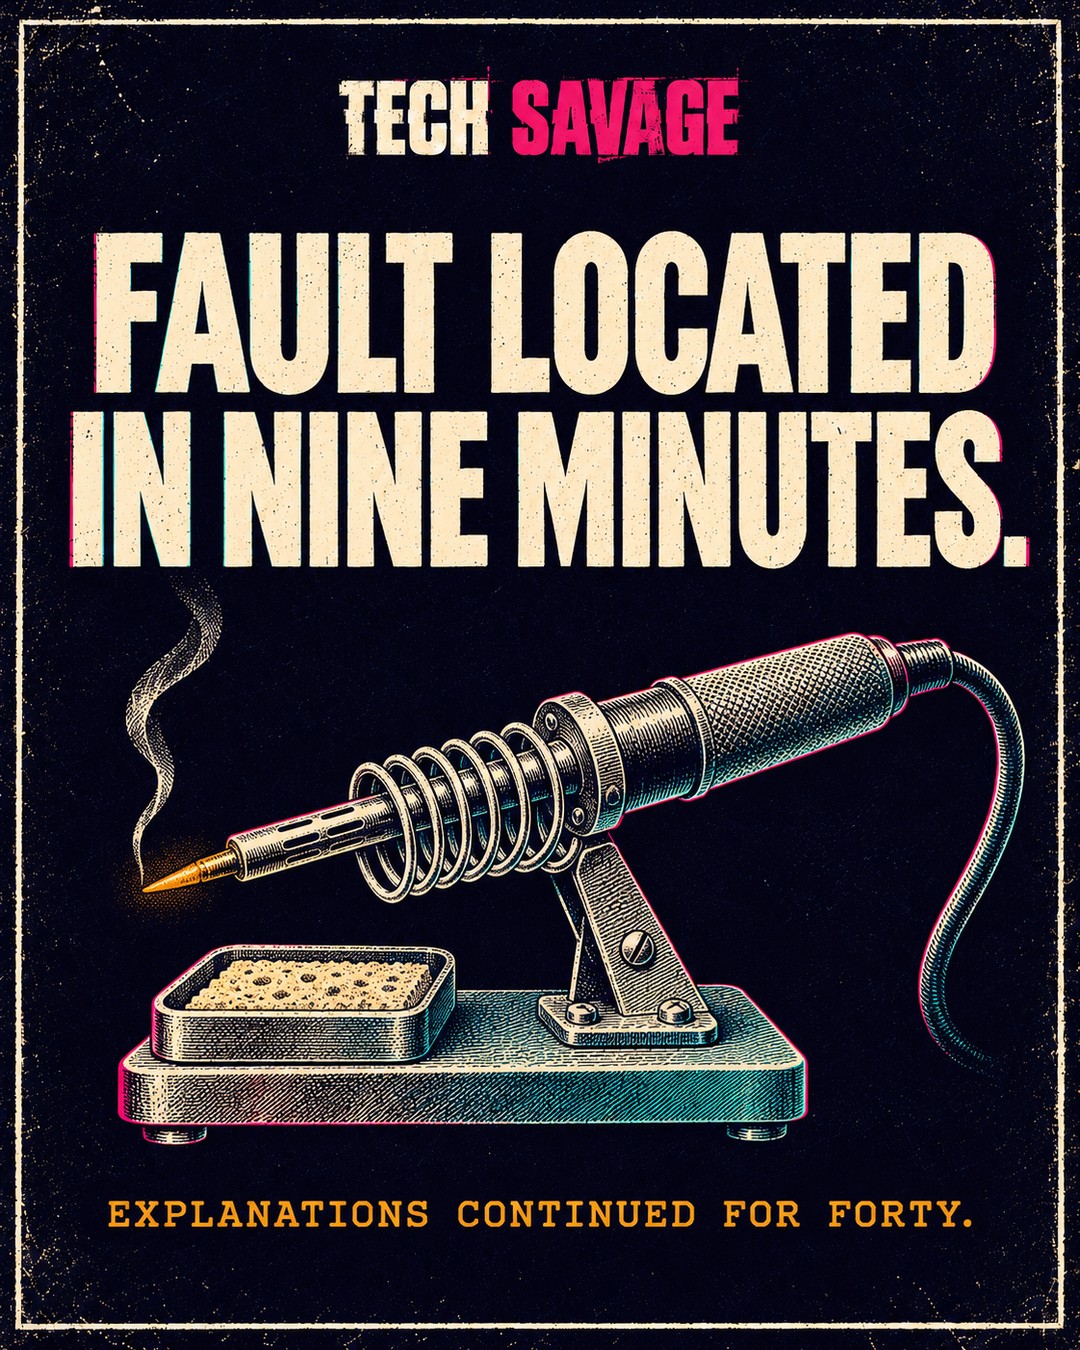 TECH SAVAGE
FAULT LOCATED
IN NINE MINUTES.
EXPLANATIONS CONTINUED FOR FORTY.